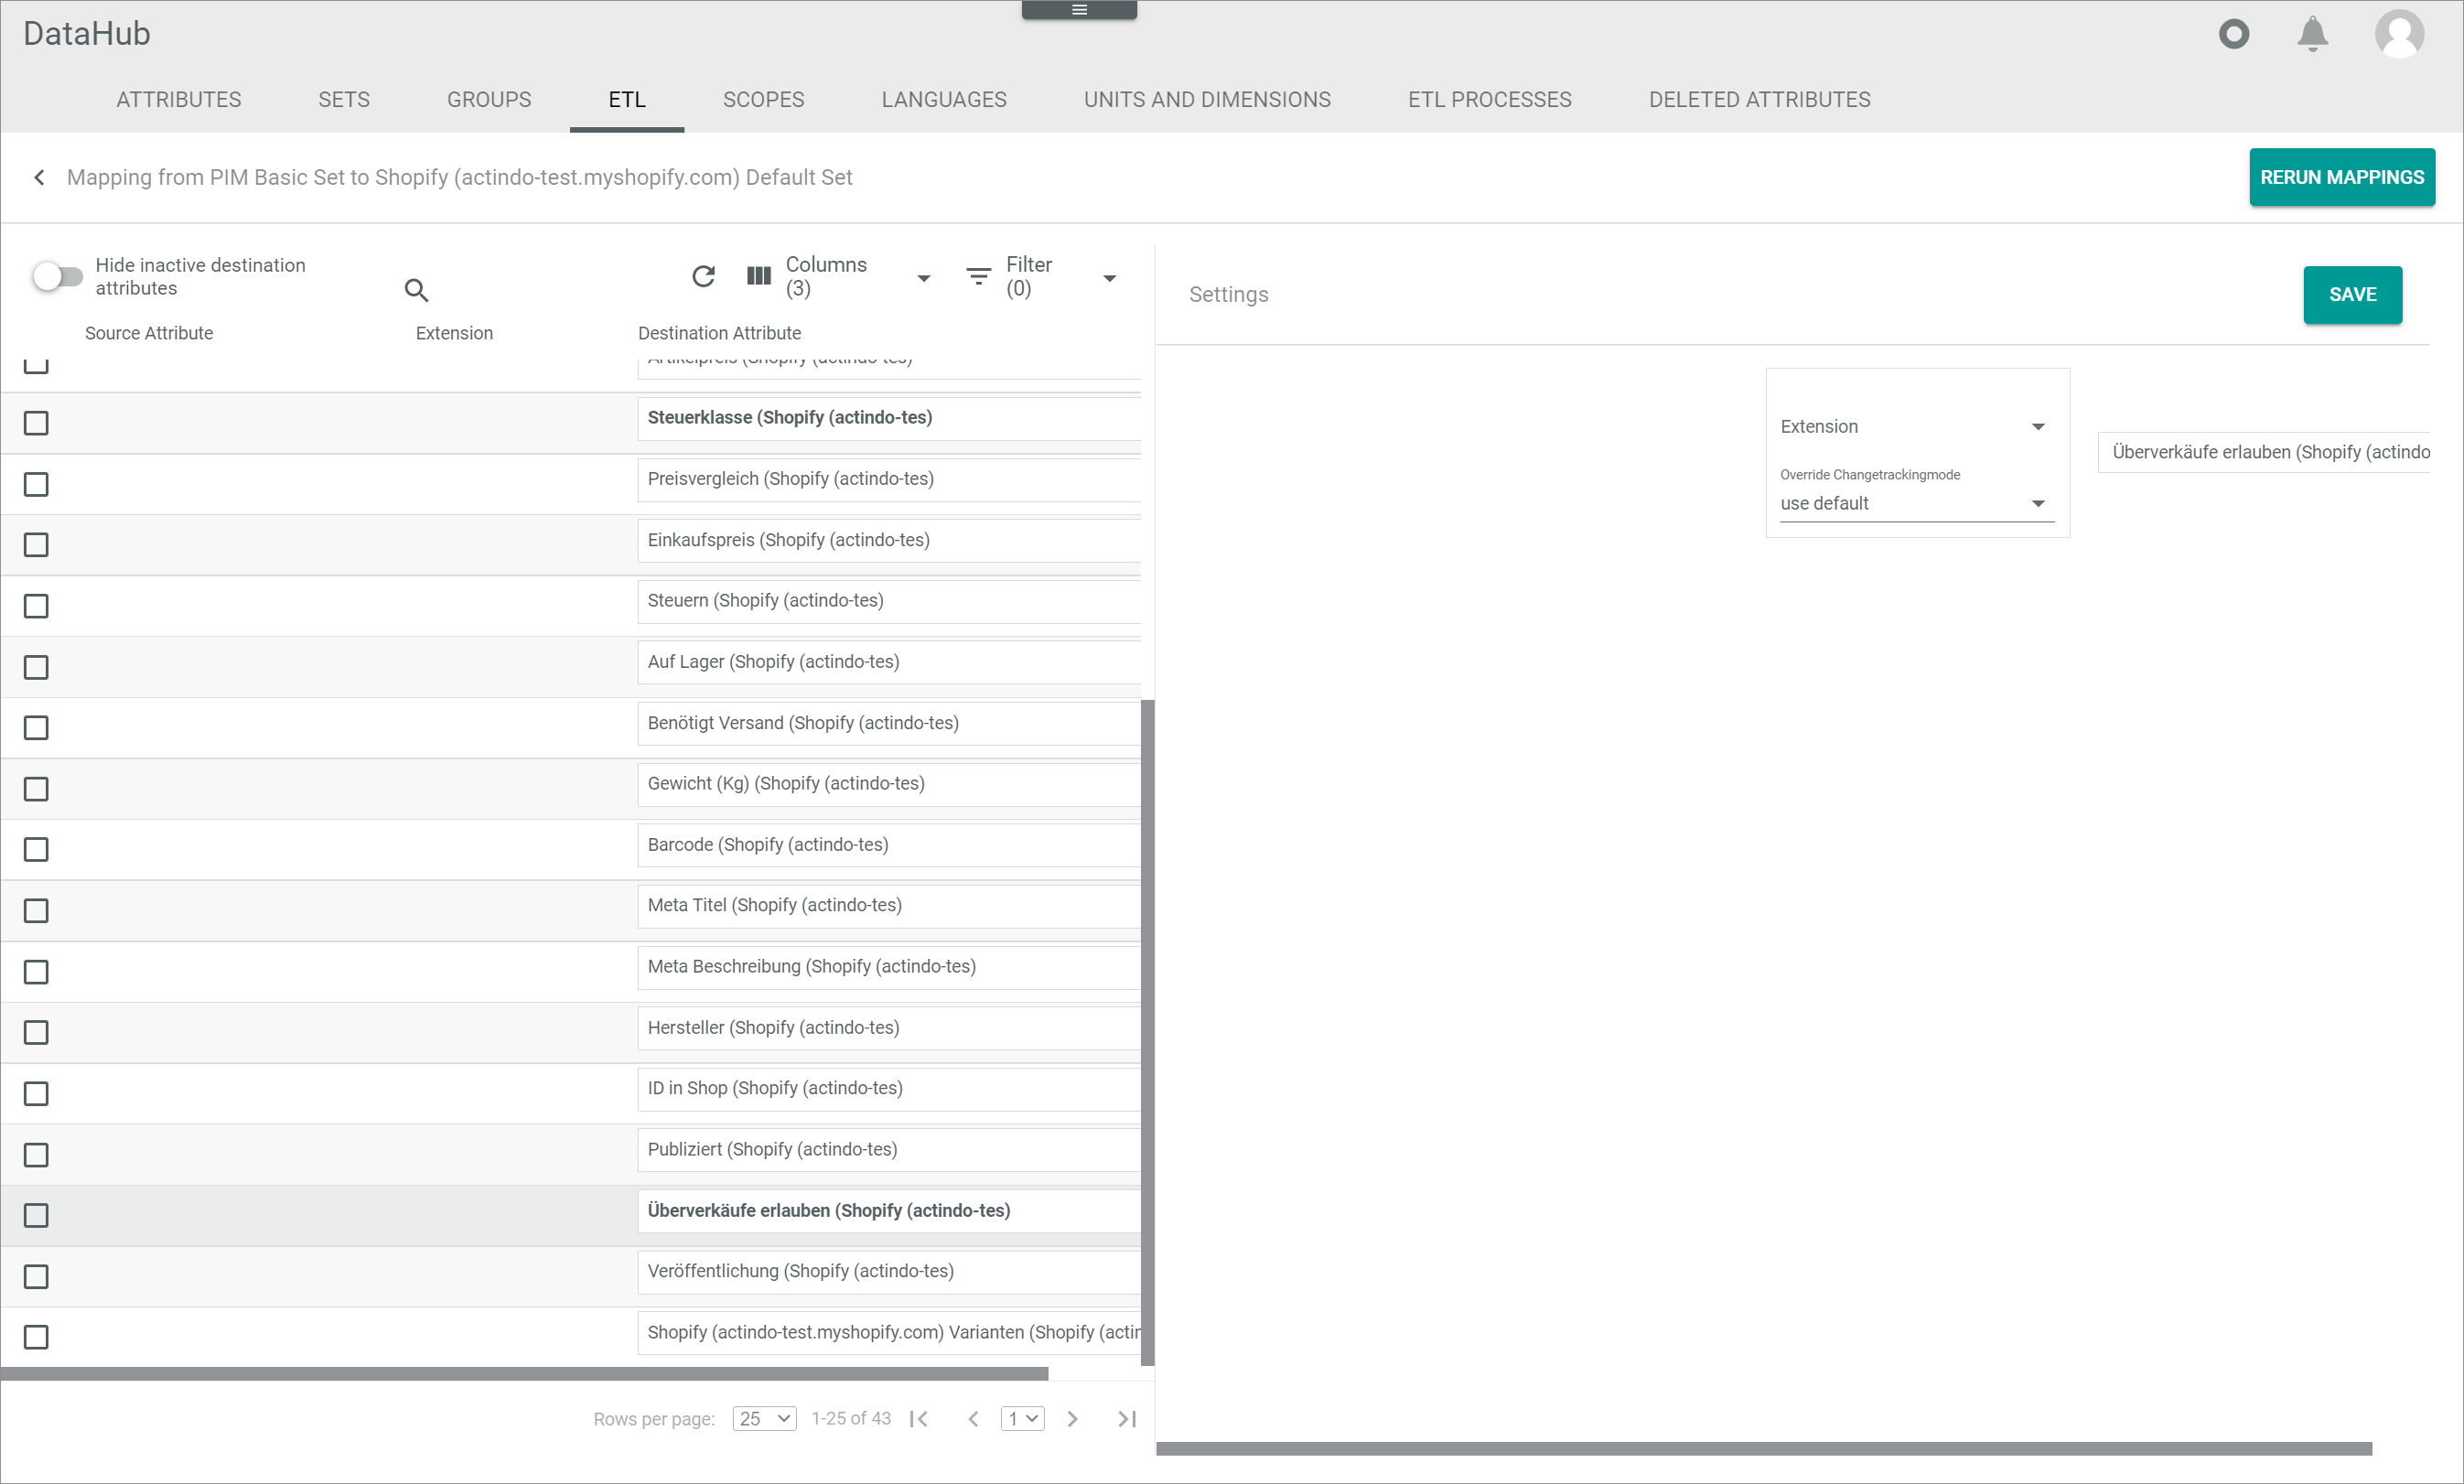 DataHub
ATTRIBUTES SETS GROUPS ETL SCOPES LANGUAGES UNITS AND DIMENSIONS ETL PROCESSES DELETED ATTRIBUTES
Mapping from PIM Basic Set to Shopify (actindo-test.myshopify.com) Default Set
RERUN MAPPINGS
Hide inactive destination
attributes
Columns
(3)
Filter
(0)
Source Attribute Extension Destination Attribute
Artikelpreis (Shopify (actindo-tes)
Steuerklasse (Shopify (actindo-tes)
Preisvergleich (Shopify (actindo-tes)
Einkaufspreis (Shopify (actindo-tes)
Steuern (Shopify (actindo-tes)
Auf Lager (Shopify (actindo-tes)
Benötigt Versand (Shopify (actindo-tes)
Gewicht (Kg) (Shopify (actindo-tes)
Barcode (Shopify (actindo-tes)
Meta Titel (Shopify (actindo-tes)
Meta Beschreibung (Shopify (actindo-tes)
Hersteller (Shopify (actindo-tes)
ID in Shop (Shopify (actindo-tes)
Publiziert (Shopify (actindo-tes)
Überverkäufe erlauben (Shopify (actindo-tes)
Veröffentlichung (Shopify (actindo-tes)
Shopify (actindo-test.myshopify.com) Varianten (Shopify (actin
Rows per page: 25 1-25 of 43 1
Settings
SAVE
Extension
Override Changetrackingmode
use default
Überverkäufe erlauben (Shopify (actindo